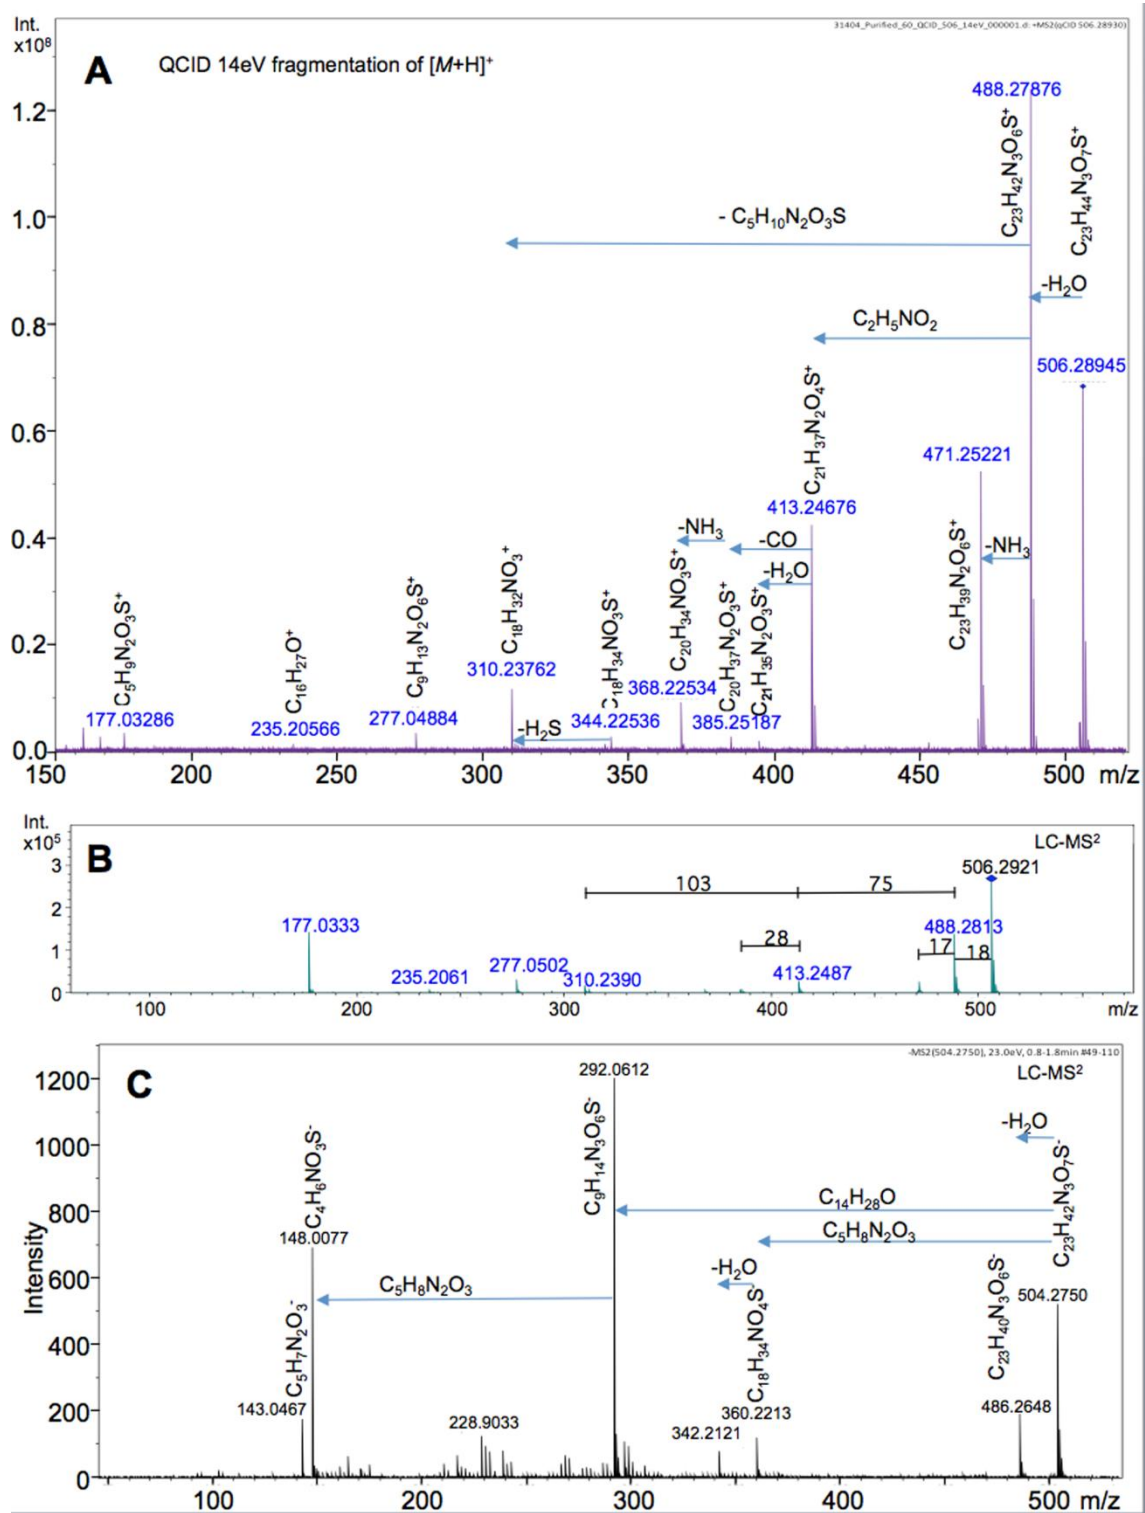 Int.
x10⁸
31404_Purified_60_QCID_506_14eV_000001.d: +MS2(qCID 506.28930)
A
QCID 14eV fragmentation of [M+H]⁺
488.27876
C₂₃H₄₂N₃O₆S⁺
C₂₃H₄₄N₃O₇S⁺
1.2
- C₅H₁₀N₂O₃S
1.0
-H₂O
C₂H₅NO₂
0.8
506.28945
C₂₁H₃₇N₂O₄S⁺
471.25221
0.6
413.24676
C₂₃H₃₉N₂O₆S⁺
-NH₃
-CO
-NH₃
-H₂O
0.4
C₅H₉N₂O₃S⁺
C₁₆H₂₇O⁺
C₉H₁₃N₂O₆S⁺
C₁₈H₃₂NO₃⁺
C₁₈H₃₄NO₃S⁺
C₂₀H₃₄NO₃S⁺
C₂₀H₃₇N₂O₃S⁺
C₂₁H₃₅N₂O₃S⁺
0.2
310.23762
368.22534
177.03286
235.20566
277.04884
344.22536
385.25187
-H₂S
0.0
150 200 250 300 350 400 450 500 m/z
Int.
x10⁵
B
LC-MS²
3
506.2921
103
75
2
177.0333
488.2813
28
17
18
1
235.2061
277.0502
310.2390
413.2487
0
100 200 300 400 500 m/z
-MS2(504.2750), 23.0eV, 0.8-1.8min #49-110
C
292.0612
LC-MS²
1200
-H₂O
C₄H₆NO₃S⁻
C₉H₁₄N₃O₆S⁻
C₂₃H₄₂N₃O₇S⁻
1000
C₁₄H₂₈O
800
C₅H₈N₂O₃
148.0077
-H₂O
C₅H₈N₂O₃
600
Intensity
C₅H₇N₂O₃⁻
C₁₈H₃₄NO₄S⁻
C₂₃H₄₀N₃O₆S⁻
504.2750
400
143.0467
228.9033
342.2121
360.2213
486.2648
200
0
100 200 300 400 500 m/z